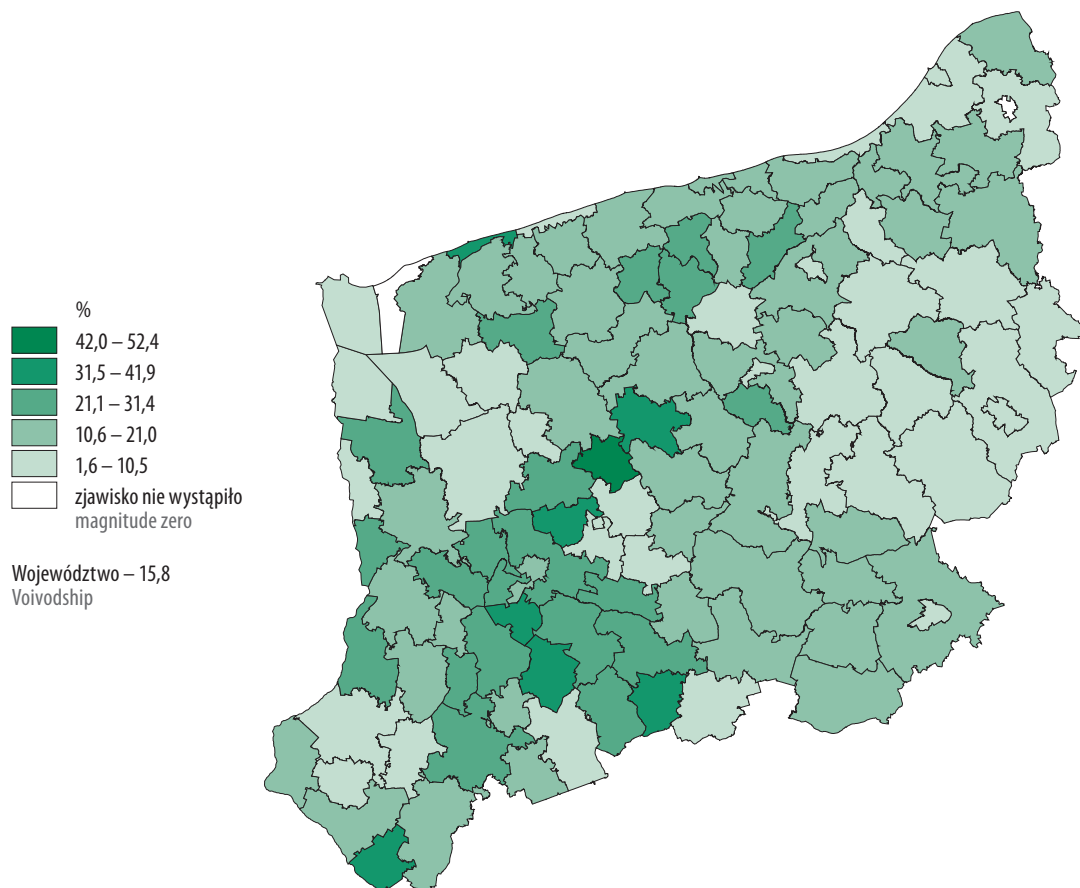 %
42,0 – 52,4
31,5 – 41,9
21,1 – 31,4
10,6 – 21,0
1,6 – 10,5
zjawisko nie wystąpiło
magnitude zero
Województwo – 15,8
Voivodship